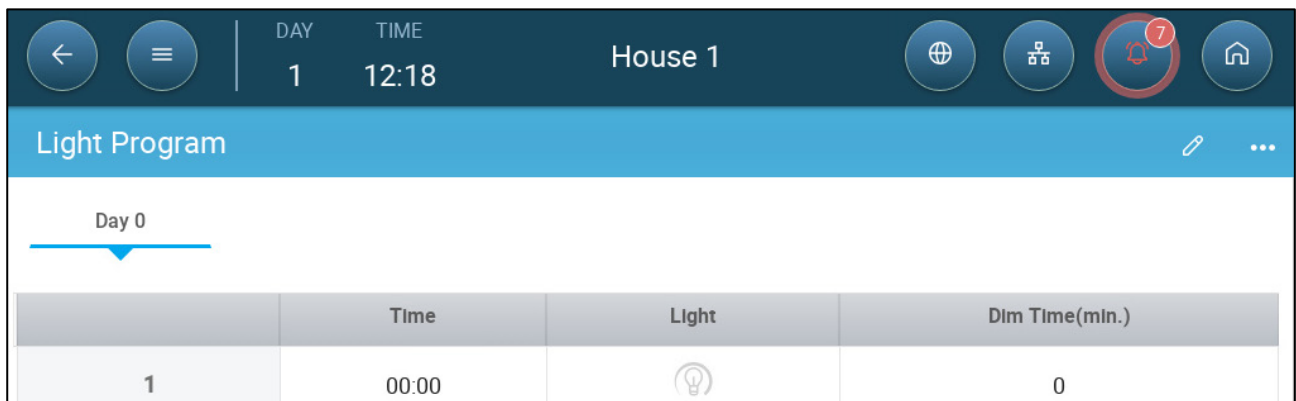 DAY TIME
1 12:18
House 1
7
Light Program
Day 0
Time Light Dim Time(min.)
1 00:00 0